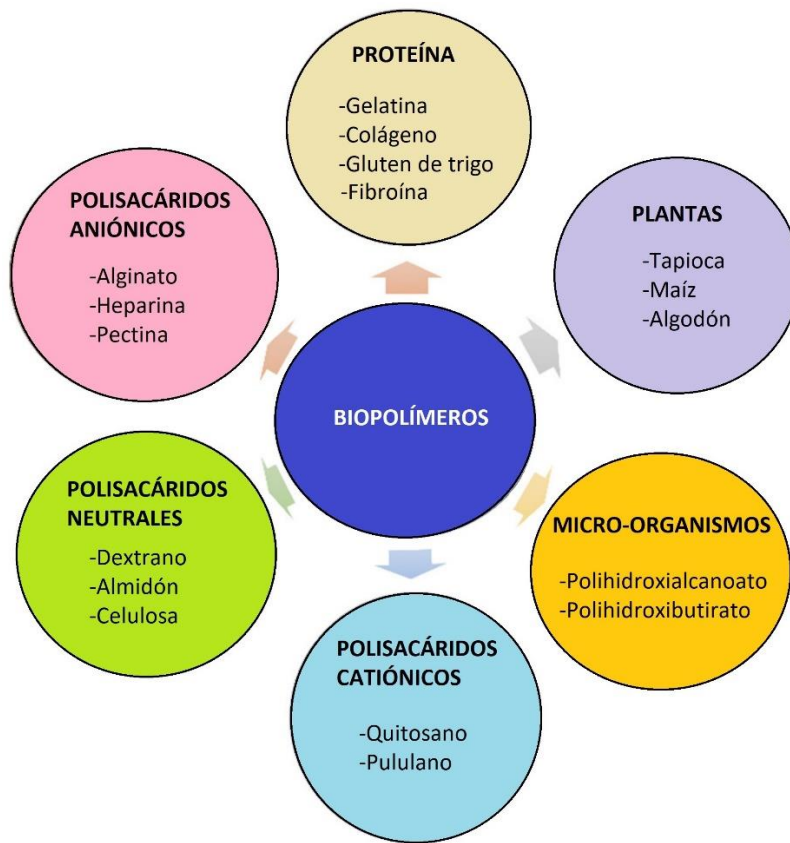 PROTEÍNA
-Gelatina
-Colágeno
-Gluten de trigo
-Fibroína
POLISACÁRIDOS
ANIÓNICOS
-Alginato
-Heparina
-Pectina
PLANTAS
-Tapioca
-Maíz
-Algodón
BIOPOLÍMEROS
POLISACÁRIDOS
NEUTRALES
-Dextrano
-Almidón
-Celulosa
MICRO-ORGANISMOS
-Polihidroxialcanoato
-Polihidroxibutirato
POLISACÁRIDOS
CATIÓNICOS
-Quitosano
-Pululano